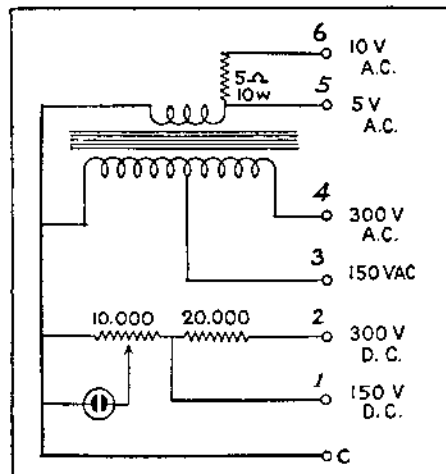 6
10 V
A.C.
5Ω
10W
5
5 V
A.C.
4
300 V
A.C.
3
150 VAC
10.000
20.000
2
300 V
D.C.
1
150 V
D.C.
C